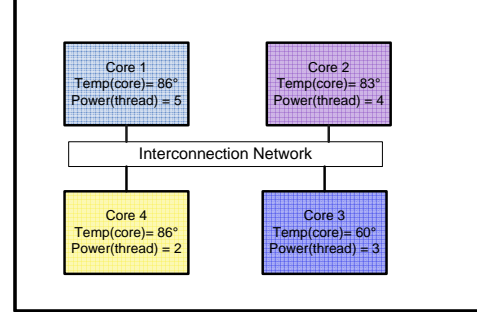 Core 1
Temp(core)= 86°
Power(thread) = 5
Core 2
Temp(core)= 83°
Power(thread) = 4
Interconnection Network
Core 4
Temp(core)= 86°
Power(thread) = 2
Core 3
Temp(core)= 60°
Power(thread) = 3